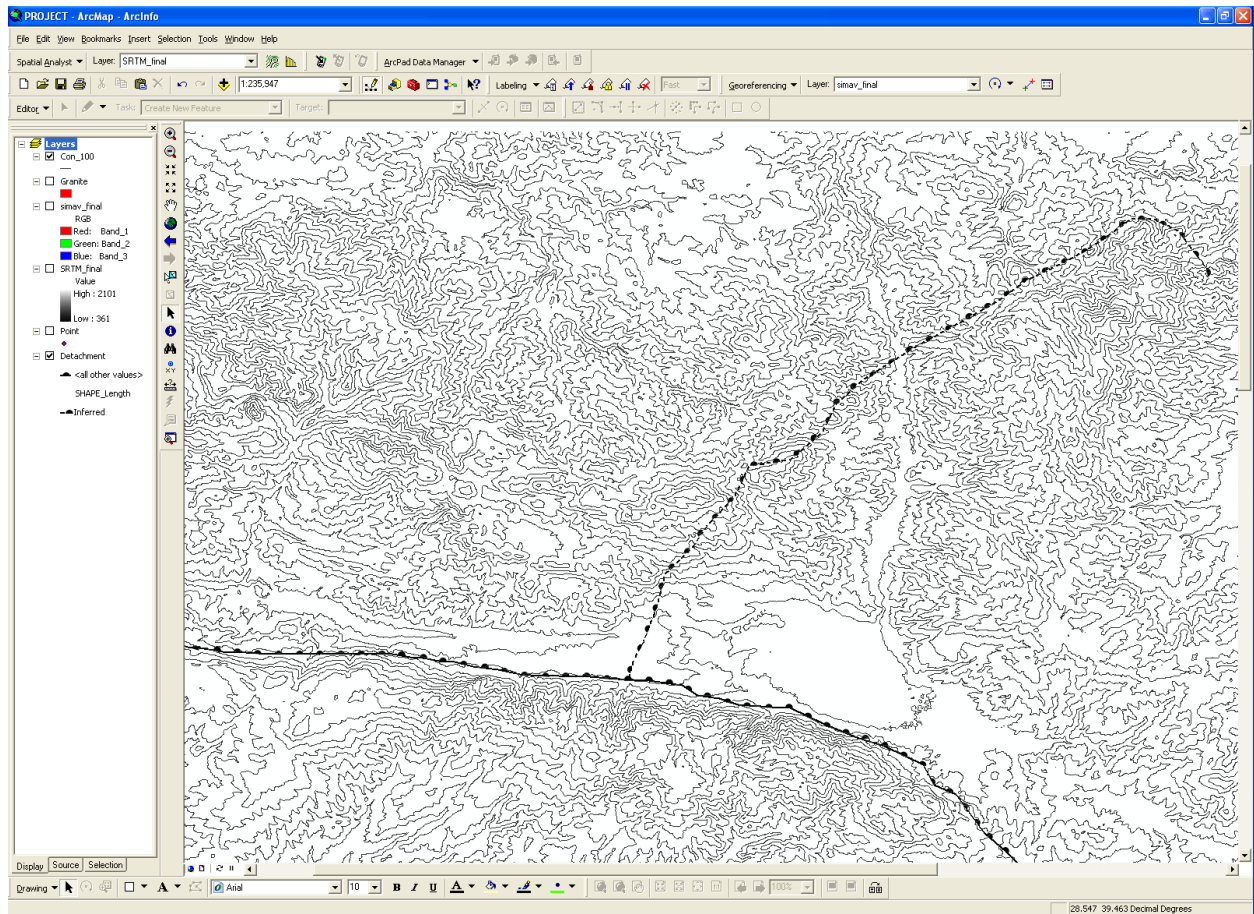 PROJECT - ArcMap - ArcInfo
File Edit View Bookmarks Insert Selection Tools Window Help
Spatial Analyst Layer: SRTM_final ArcPad Data Manager
1:235,947 Labeling Fast Georeferencing Layer: simav_final
Editor Task: Create New Feature Target:
Layers
Con_100
Granite
simav_final
RGB
Red: Band_1
Green: Band_2
Blue: Band_3
SRTM_final
Value
High : 2101
Low : 361
Point
Detachment
<all other values>
SHAPE_Length
Inferred
Display Source Selection
Drawing A Arial 10 B I U A 100%
28.547 39.463 Decimal Degrees